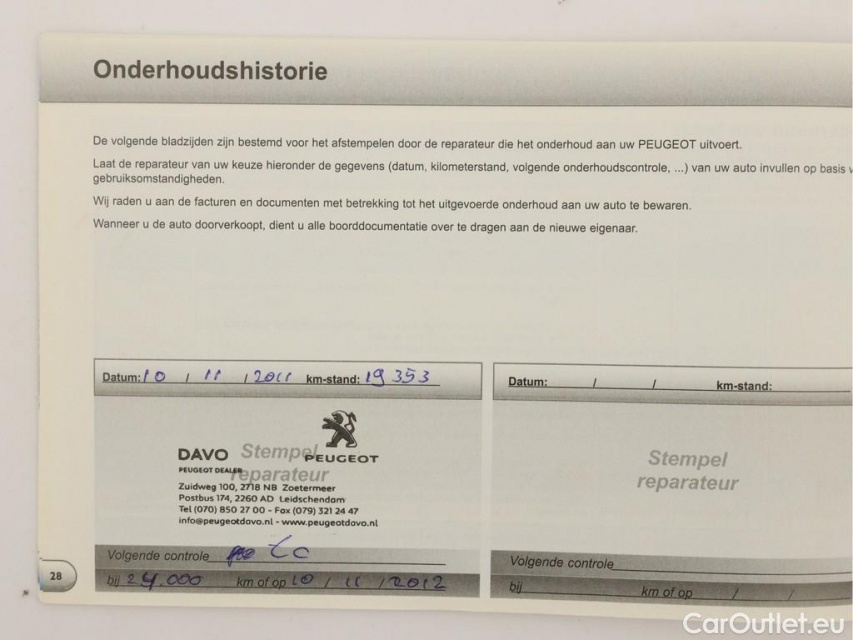 Onderhoudshistorie
De volgende bladzijden zijn bestemd voor het afstempelen door de reparateur die het onderhoud aan uw PEUGEOT uitvoert.
Laat de reparateur van uw keuze hieronder de gegevens (datum, kilometerstand, volgende onderhoudscontrole, ...) van uw auto invullen op basis
gebruiksomstandigheden.
Wij raden u aan de facturen en documenten met betrekking tot het uitgevoerde onderhoud aan uw auto te bewaren.
Wanneer u de auto doorverkoopt, dient u alle boorddocumentatie over te dragen aan de nieuwe eigenaar.
Datum: 10 / 11 / 2011 km-stand: 19353
Stempel
reparateur
DAVO PEUGEOT
PEUGEOT DEALER
Zuidweg 100, 2718 NB Zoetermeer
Postbus 174, 2260 AD Leidschendam
Tel (070) 850 27 00 - Fax (079) 321 24 47
info@peugeotdavo.nl - www.peugeotdavo.nl
Volgende controle
bij 24.000 km of op 10 / 11 / 2012
Datum: / / km-stand:
Stempel
reparateur
Volgende controle
bij km of op / /
28
CarOutlet.eu